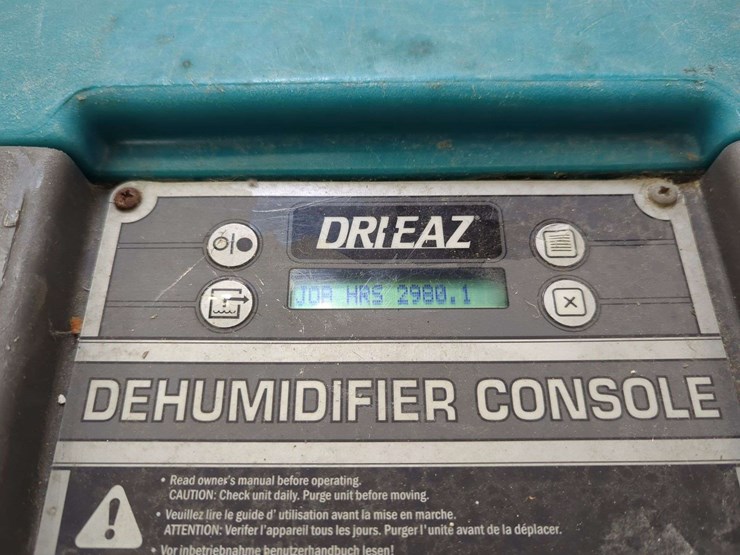 DRI-EAZ
JOB HRS 2980.1
DEHUMIDIFIER CONSOLE
• Read owner's manual before operating.
CAUTION: Check unit daily. Purge unit before moving.
• Veuillez lire le guide d' utilisation avant la mise en marche.
ATTENTION: Verifer l'appareil tous les jours. Purger l'unité avant de la déplacer.
• Vor inbetriebnahme benutzerhandbuch lesen!